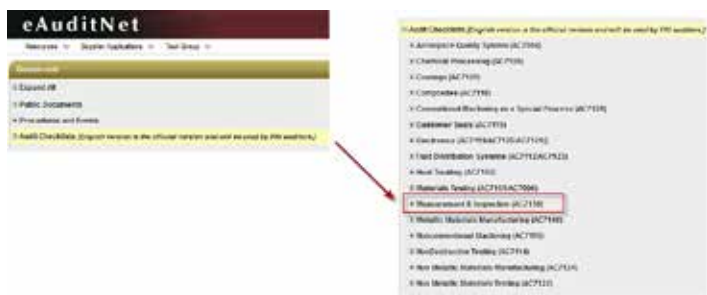 eAuditNet
Resources Supplier Applications Task Group
Expand All
Public Documents
Procedures and Forms
Audit Checklists (English version is the official version and will be used by PRI auditors.)
Audit Checklists (English version is the official version and will be used by PRI auditors.)
Aerospace Quality Systems (AC7004)
Chemical Processing (AC7108)
Coatings (AC7109)
Composites (AC7118)
Conventional Machining as a Special Process (AC7126)
Customer Seals
Electronics (AC7119/AC7120/AC7121)
Fluid Distribution Systems (AC7112/AC7123)
Heat Treating (AC7102)
Materials Testing (AC7101/AC7006)
Measurement & Inspection (AC7130)
Metallic Materials Manufacturing (AC7140)
Nonconventional Machining (AC7116)
NonDestructive Testing (AC7114)
Non Metallic Materials Manufacturing (AC7124)
Non Metallic Materials Testing (AC7122)